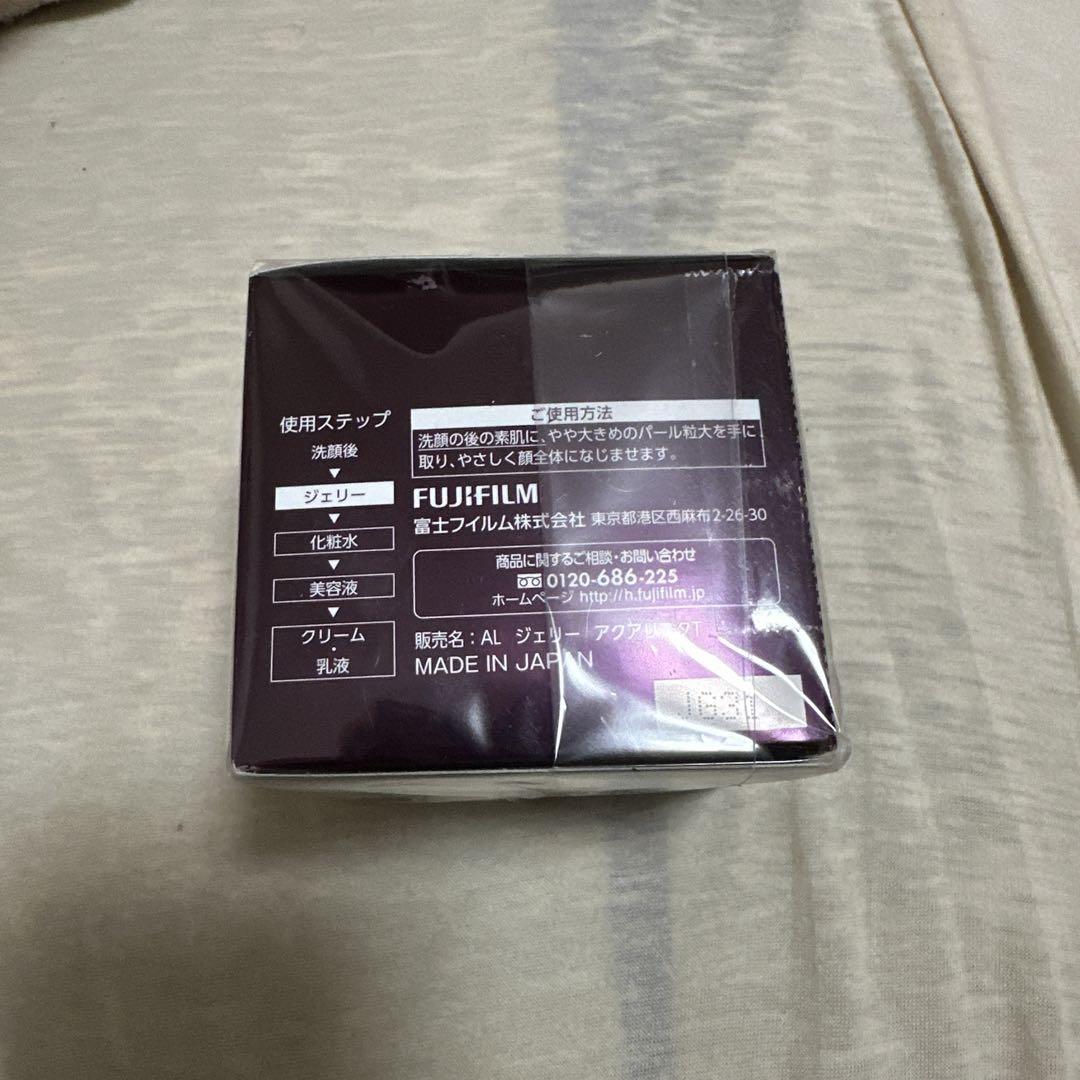 使用ステップ
洗顔後
▼
ジェリー
▼
化粧水
▼
美容液
▼
クリーム
・
乳液
ご使用方法
洗顔の後の素肌に、やや大きめのパール粒大を手に
取り、やさしく顔全体になじませます。
FUJIFILM
富士フイルム株式会社 東京都港区西麻布2-26-30
商品に関するご相談・お問い合わせ
0120-686-225
ホームページ http://h.fujifilm.jp
販売名：AL ジェリー
MADE IN JAPAN